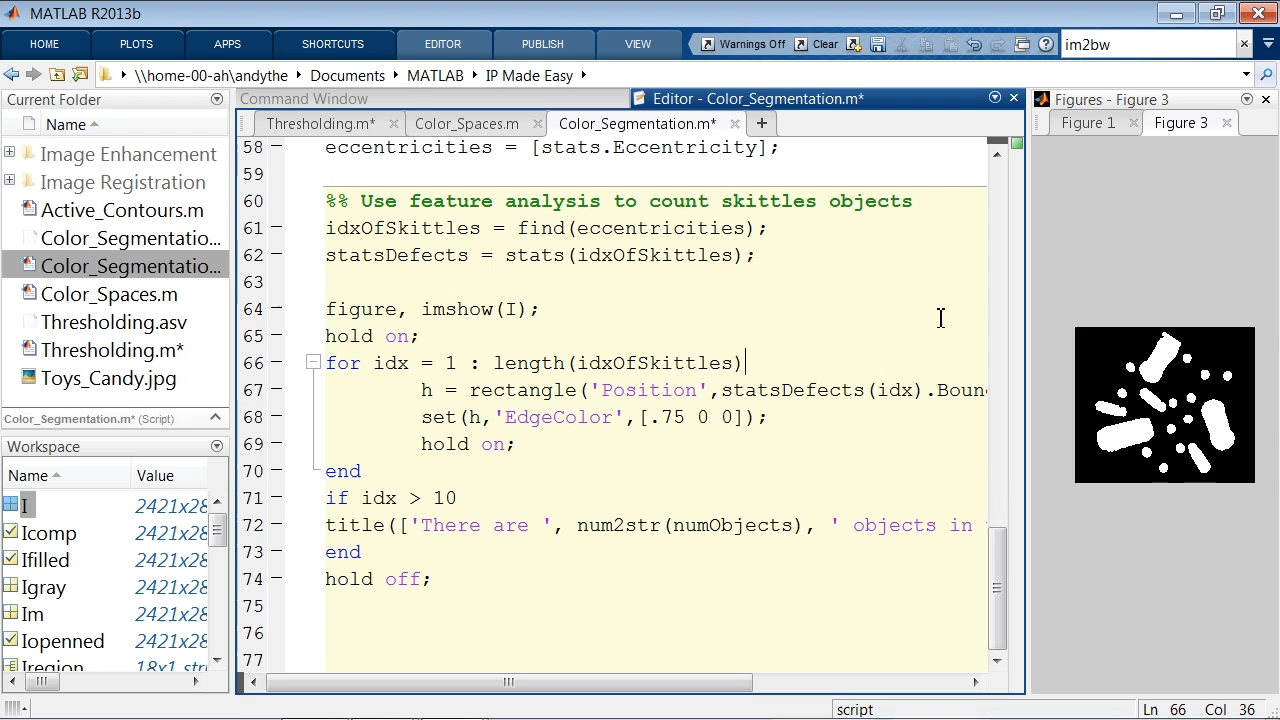 MATLAB R2013b
HOME PLOTS APPS SHORTCUTS EDITOR PUBLISH VIEW Warnings Off Clear im2bw
\\home-00-ah\andythe Documents MATLAB IP Made Easy
Current Folder
Name
Image Enhancement
Image Registration
Active_Contours.m
Color_Segmentatio...
Color_Segmentatio...
Color_Spaces.m
Thresholding.asv
Thresholding.m*
Toys_Candy.jpg
Color_Segmentation.m* (Script)
Workspace
Name Value
I 2421x28
Icomp 2421x28
Ifilled 2421x28
Igray 2421x28
Im 2421x28
Iopenned 2421x28
Iregion 18x1 stru
Command Window
Editor - Color_Segmentation.m*
Thresholding.m* Color_Spaces.m Color_Segmentation.m*
58 eccentricities = [stats.Eccentricity];
59
60 %% Use feature analysis to count skittles objects
61 idxOfSkittles = find(eccentricities);
62 statsDefects = stats(idxOfSkittles);
63
64 figure, imshow(I);
65 hold on;
66 for idx = 1 : length(idxOfSkittles)
67 h = rectangle('Position',statsDefects(idx).Boun
68 set(h,'EdgeColor',[.75 0 0]);
69 hold on;
70 end
71 if idx > 10
72 title(['There are ', num2str(numObjects), ' objects in
73 end
74 hold off;
75
76
77
Figures - Figure 3
Figure 1 Figure 3
script Ln 66 Col 36